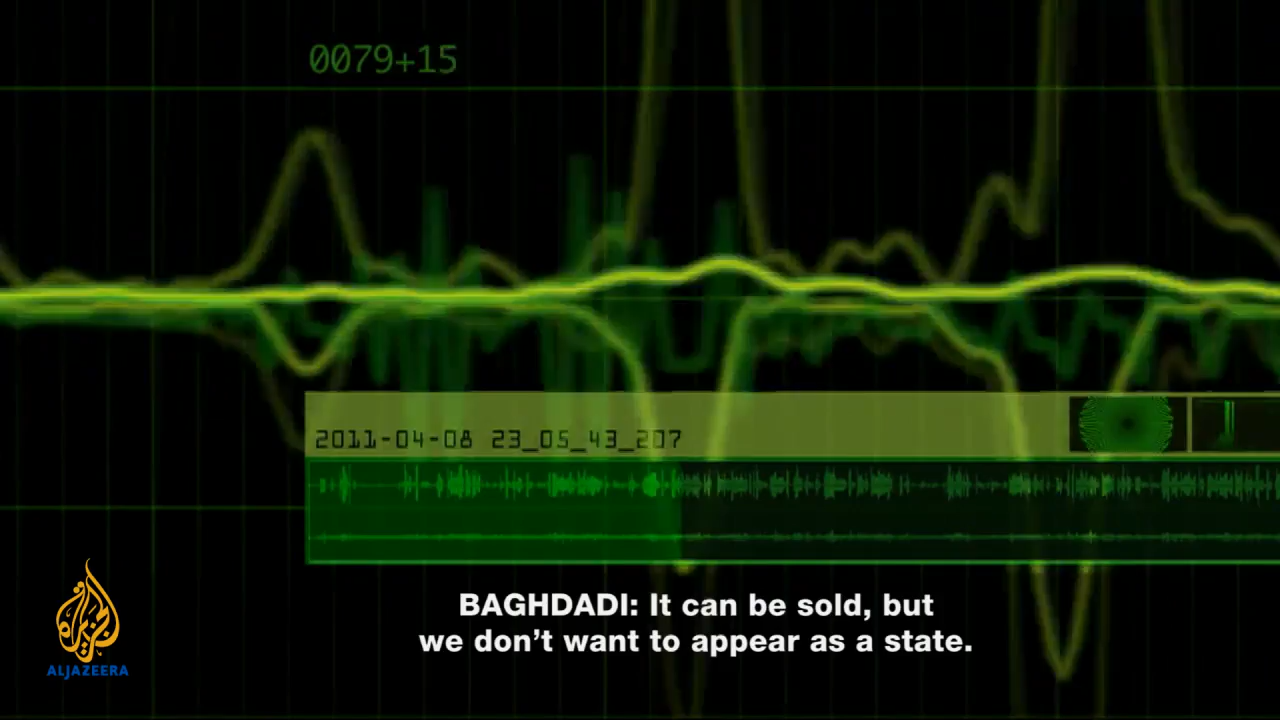 0079+15
2011-04-08 23_05_43_207
BAGHDADI: It can be sold, but
we don't want to appear as a state.
الجزيرة
ALJAZEERA